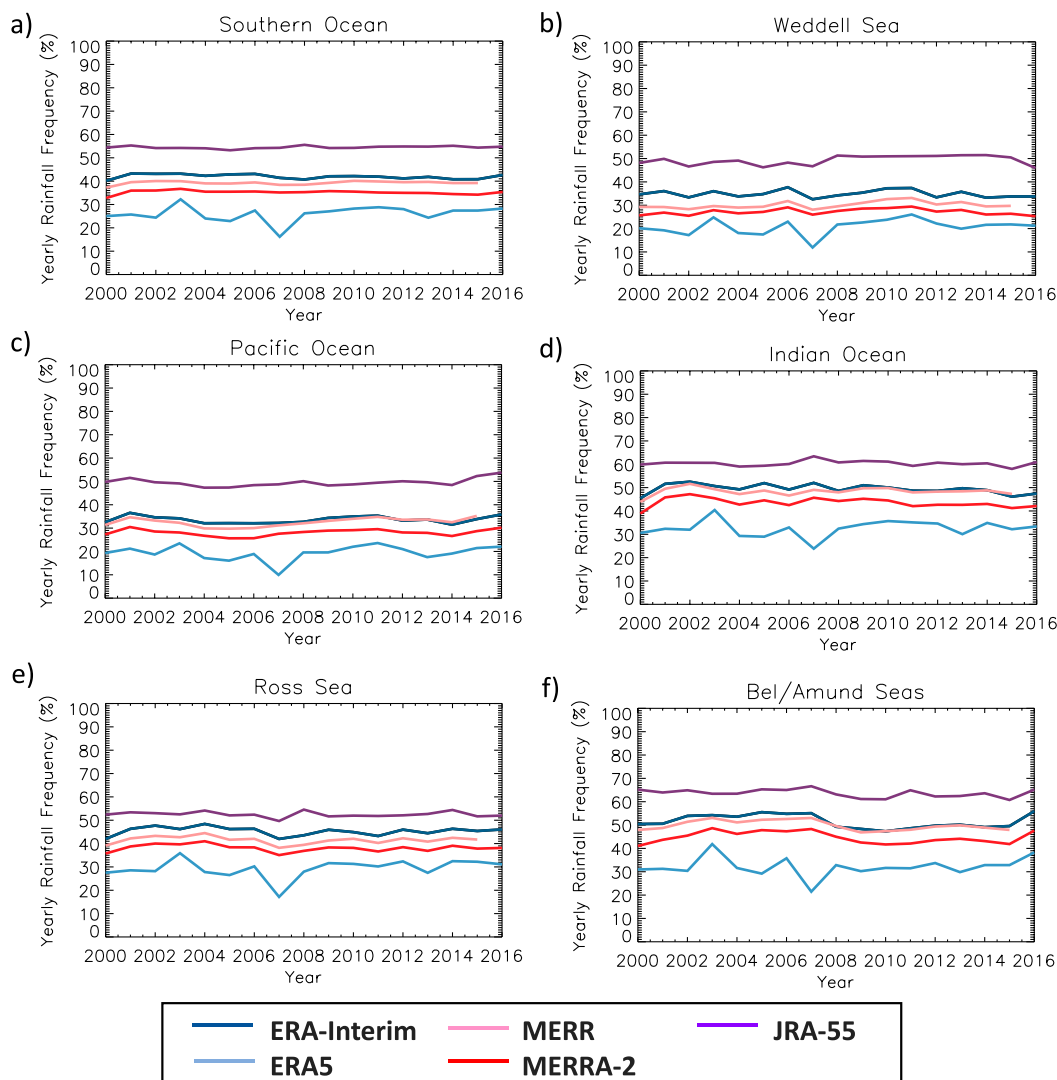 a)
Southern Ocean
Yearly Rainfall Frequency (%)
100
90
80
70
60
50
40
30
20
10
0
2000 2002 2004 2006 2008 2010 2012 2014 2016
Year
b)
Weddell Sea
Yearly Rainfall Frequency (%)
100
90
80
70
60
50
40
30
20
10
0
2000 2002 2004 2006 2008 2010 2012 2014 2016
Year
c)
Pacific Ocean
Yearly Rainfall Frequency (%)
100
90
80
70
60
50
40
30
20
10
0
2000 2002 2004 2006 2008 2010 2012 2014 2016
Year
d)
Indian Ocean
Yearly Rainfall Frequency (%)
100
90
80
70
60
50
40
30
20
10
0
2000 2002 2004 2006 2008 2010 2012 2014 2016
Year
e)
Ross Sea
Yearly Rainfall Frequency (%)
100
90
80
70
60
50
40
30
20
10
0
2000 2002 2004 2006 2008 2010 2012 2014 2016
Year
f)
Bel/Amund Seas
Yearly Rainfall Frequency (%)
100
90
80
70
60
50
40
30
20
10
0
2000 2002 2004 2006 2008 2010 2012 2014 2016
Year
ERA-Interim MERR JRA-55
ERA5 MERRA-2